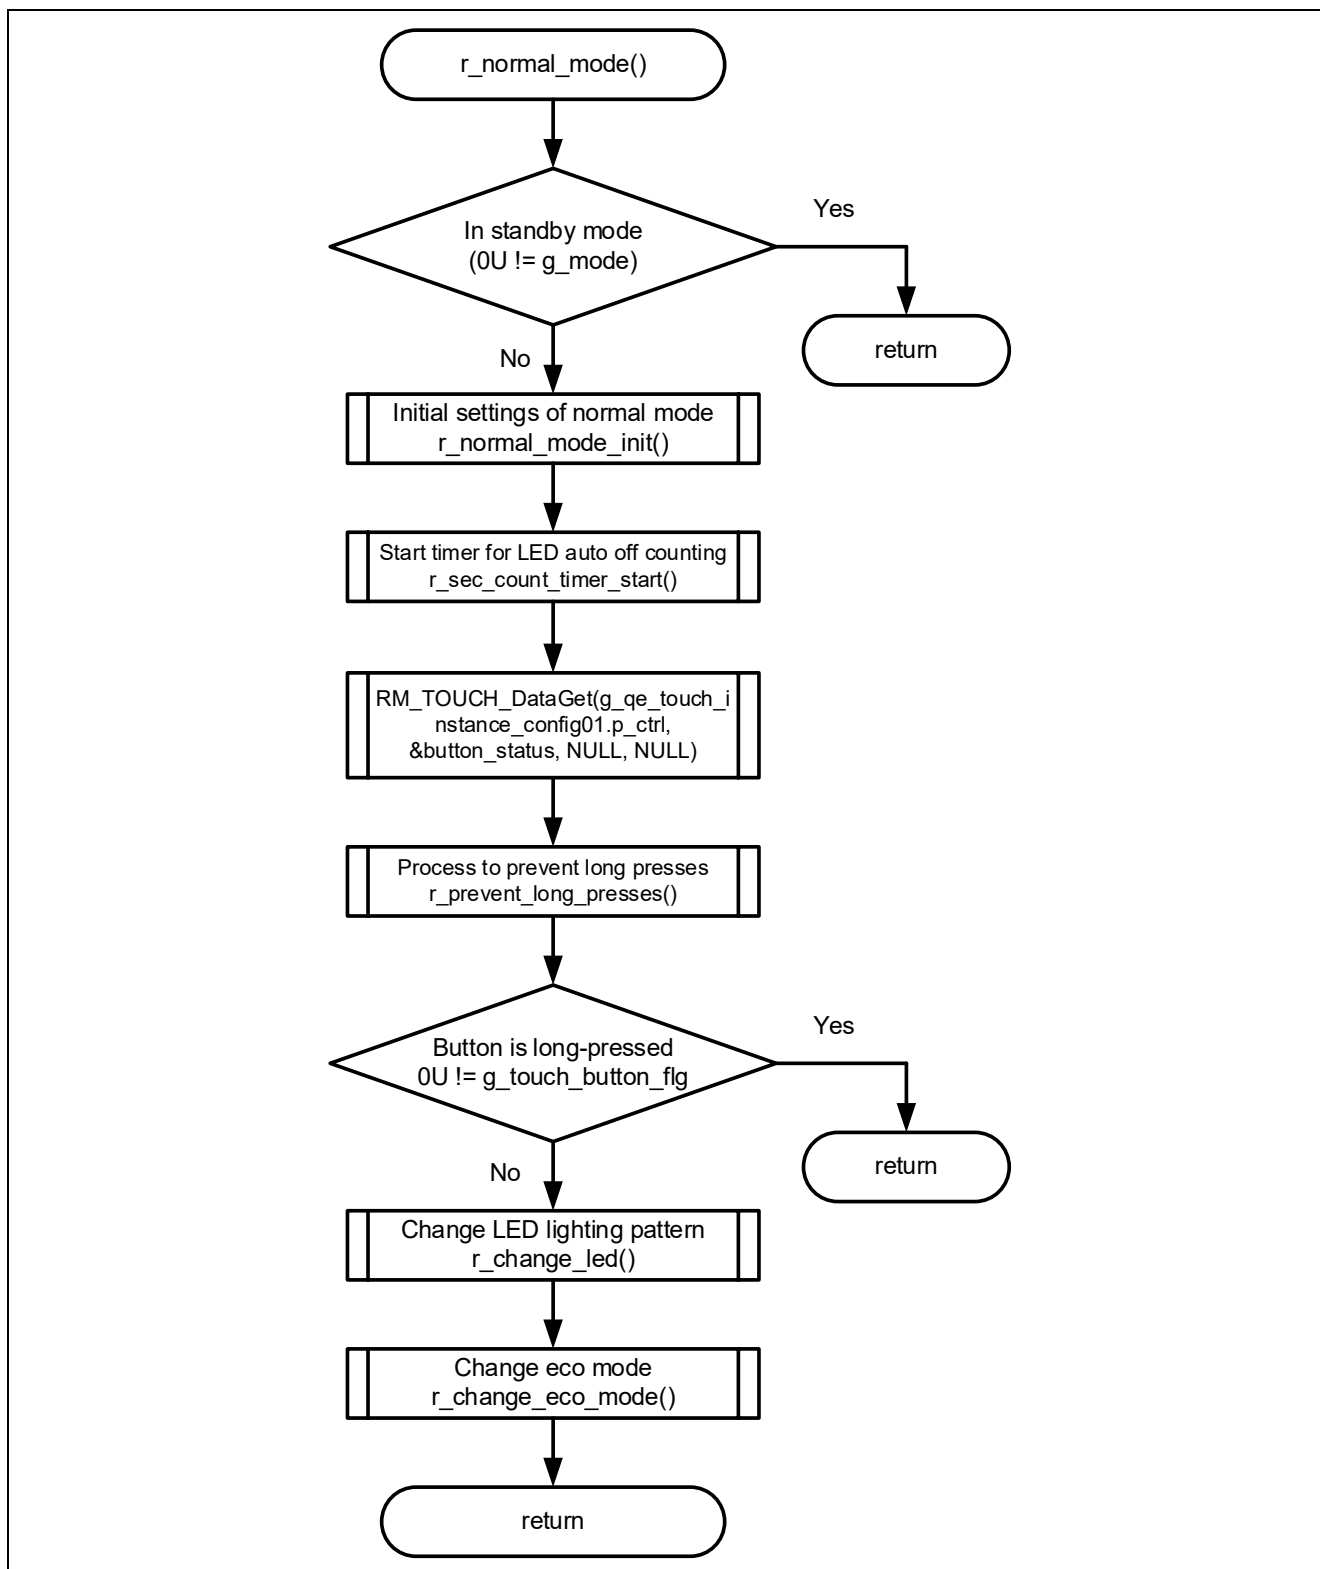 r_normal_mode()
In standby mode
(0U != g_mode)
Yes
return
No
Initial settings of normal mode
r_normal_mode_init()
Start timer for LED auto off counting
r_sec_count_timer_start()
RM_TOUCH_DataGet(g_qe_touch_i
nstance_config01.p_ctrl,
&button_status, NULL, NULL)
Process to prevent long presses
r_prevent_long_presses()
Button is long-pressed
0U != g_touch_button_flg
Yes
return
No
Change LED lighting pattern
r_change_led()
Change eco mode
r_change_eco_mode()
return